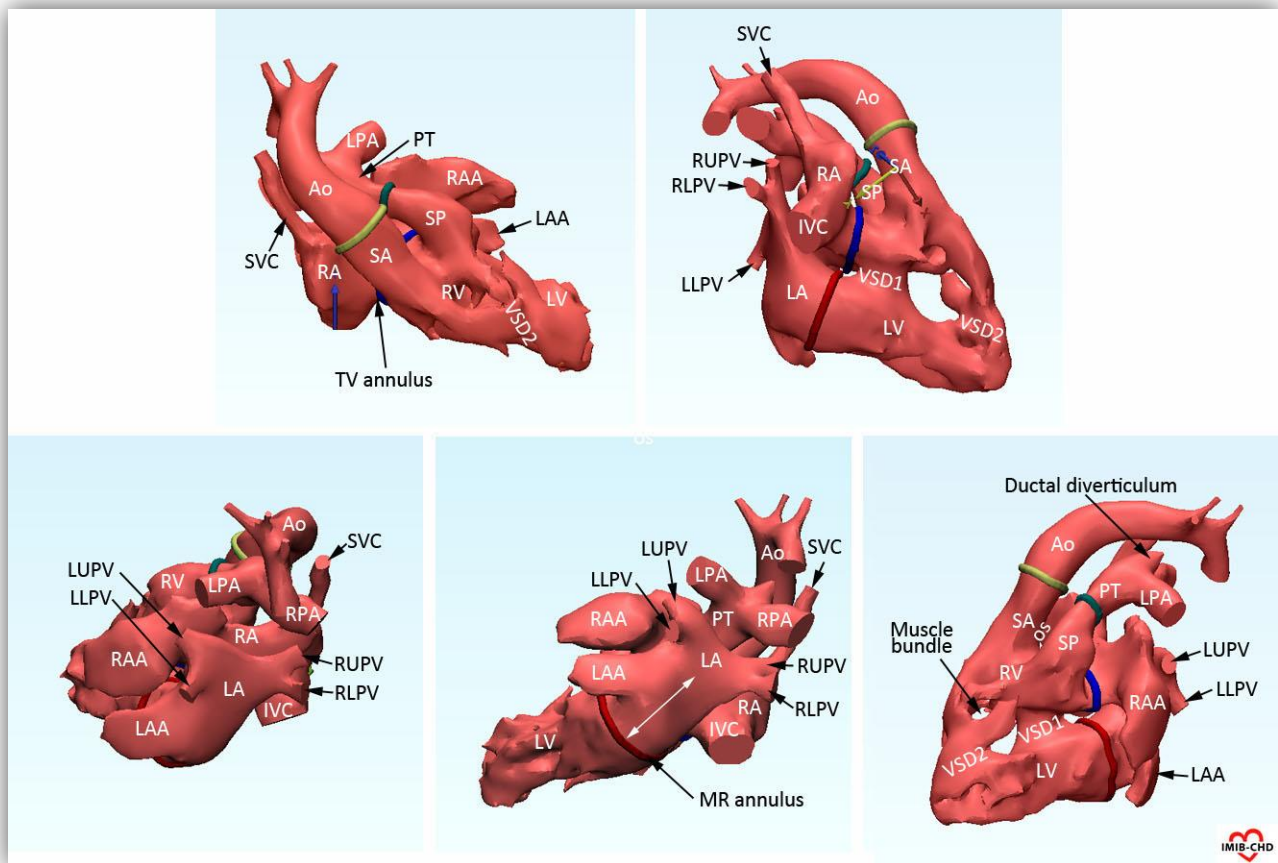 SVC
Ao
LPA
PT
RAA
SP
LAA
SA
SVC
RA
RV
VSD2
LV
TV annulus
SVC
Ao
RUPV
RLPV
RA
SA
SP
IVC
LLPV
LA
VSD1
LV
VSD2
Ao
SVC
LUPV
LLPV
RV
LPA
RPA
RA
RAA
RUPV
LA
RLPV
IVC
LAA
os
LUPV
LLPV
LPA
Ao
SVC
RAA
PT
RPA
LAA
LA
RUPV
RLPV
RA
IVC
LV
MR annulus
Ductal diverticulum
Ao
PT
LPA
SA
os
SP
Muscle
bundle
RV
LUPV
LLPV
RAA
VSD1
VSD2
LV
LAA
IMIB-CHD